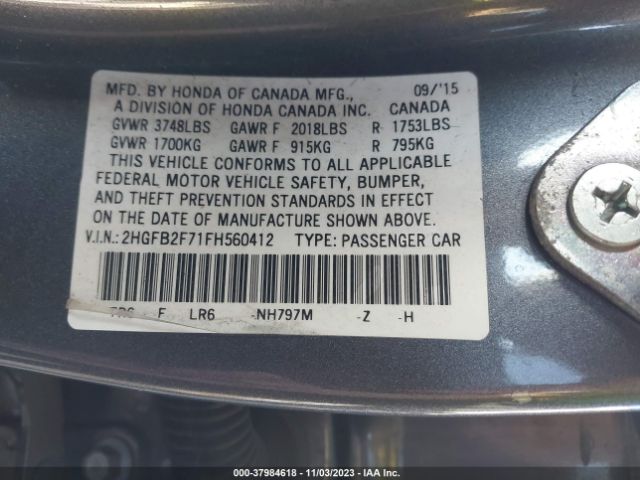 MFD. BY HONDA OF CANADA MFG., 09/'15
A DIVISION OF HONDA CANADA INC. CANADA
GVWR 3748LBS GAWR F 2018LBS R 1753LBS
GVWR 1700KG GAWR F 915KG R 795KG
THIS VEHICLE CONFORMS TO ALL APPLICABLE
FEDERAL MOTOR VEHICLE SAFETY, BUMPER,
AND THEFT PREVENTION STANDARDS IN EFFECT
ON THE DATE OF MANUFACTURE SHOWN ABOVE.
V.I.N.: 2HGFB2F71FH560412 TYPE: PASSENGER CAR
F LR6 -NH797M -Z -H
000-37984618 - 11/03/2023 - IAA Inc.